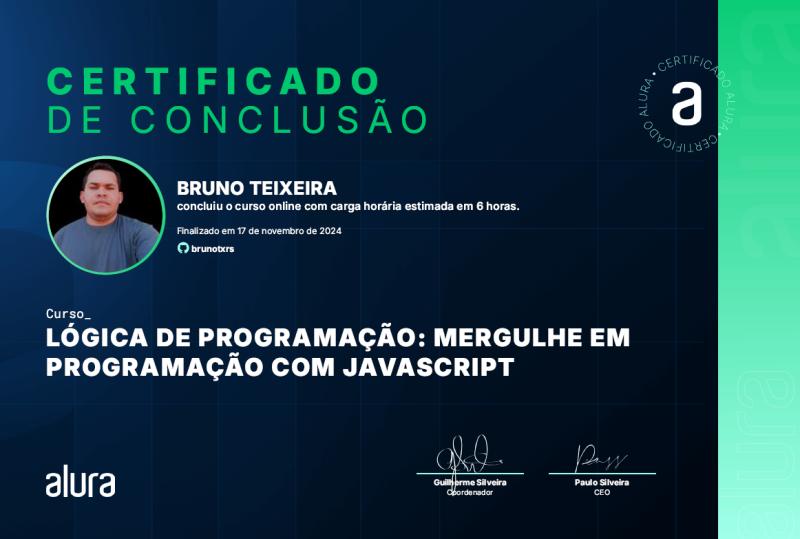 CERTIFICADO
DE CONCLUSÃO
CERTIFICADO ALURA • CERTIFICADO ALURA •
a
BRUNO TEIXEIRA
concluiu o curso online com carga horária estimada em 6 horas.
Finalizado em 17 de novembro de 2024
brunotxrs
Curso_
LÓGICA DE PROGRAMAÇÃO: MERGULHE EM
PROGRAMAÇÃO COM JAVASCRIPT
alura
Guilherme Silveira
Coordenador
Paulo Silveira
CEO
alura
alura